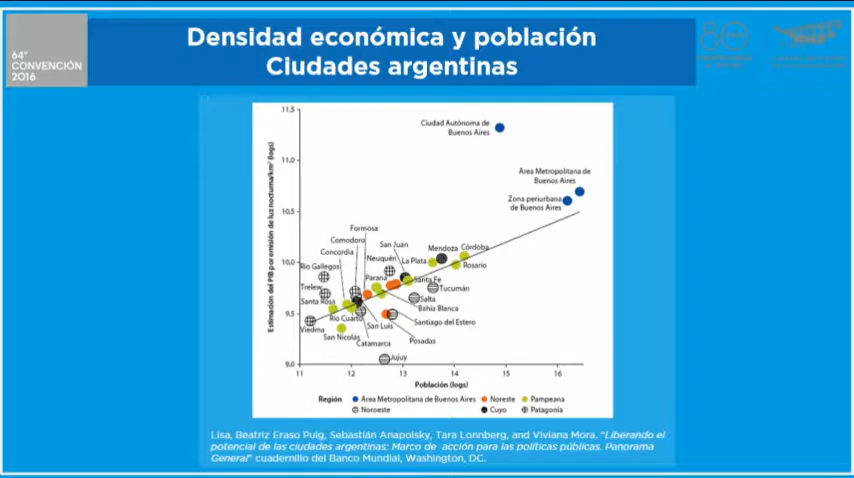 64°
CONVENCIÓN
2016
Densidad económica y población
Ciudades argentinas
80
Estimación del PIB por emisión de luz nocturna/km² (logs)
11,5
11,0
10,5
10,0
9,5
9,0
11
12
13
14
15
16
Población (logs)
Ciudad Autónoma de
Buenos Aires
Área Metropolitana de
Buenos Aires
Zona periurbana
de Buenos Aires
Formosa
Comodoro
San Juan
Mendoza
Córdoba
Concordia
Neuquén
La Plata
Rosario
Río Gallegos
Paraná
Santa Fe
Trelew
Tucumán
Santa Rosa
Salta
Bahía Blanca
Río Cuarto
San Luis
Santiago del Estero
Viedma
San Nicolás
Catamarca
Posadas
Jujuy
Región
Área Metropolitana de Buenos Aires
Noreste
Pampeana
Noroeste
Cuyo
Patagonia
Lisa, Beatriz Eraso Puig, Sebastián Anapolsky, Tara Lonnberg, and Viviana Mora. "Liberando el
potencial de las ciudades argentinas: Marco de acción para las políticas públicas. Panorama
General" cuadernillo del Banco Mundial, Washington, DC.